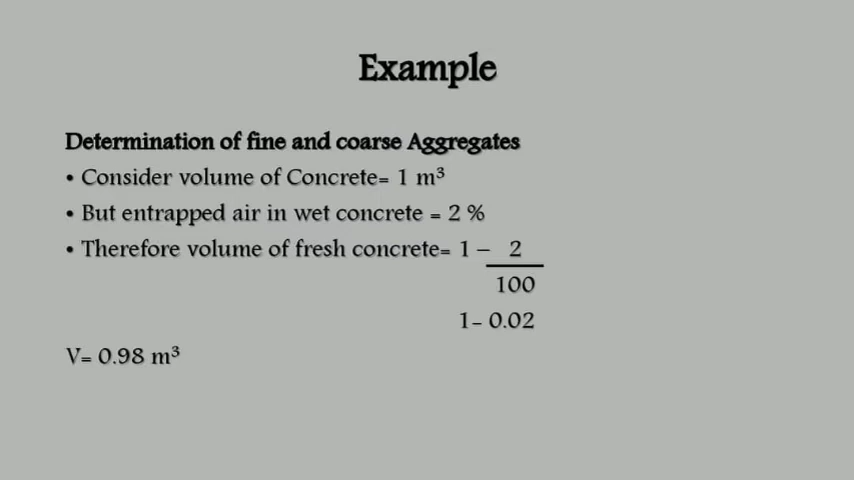 Example
Determination of fine and coarse Aggregates
• Consider volume of Concrete= 1 m³
• But entrapped air in wet concrete = 2 %
• Therefore volume of fresh concrete= 1 – 2
100
1- 0.02
V= 0.98 m³